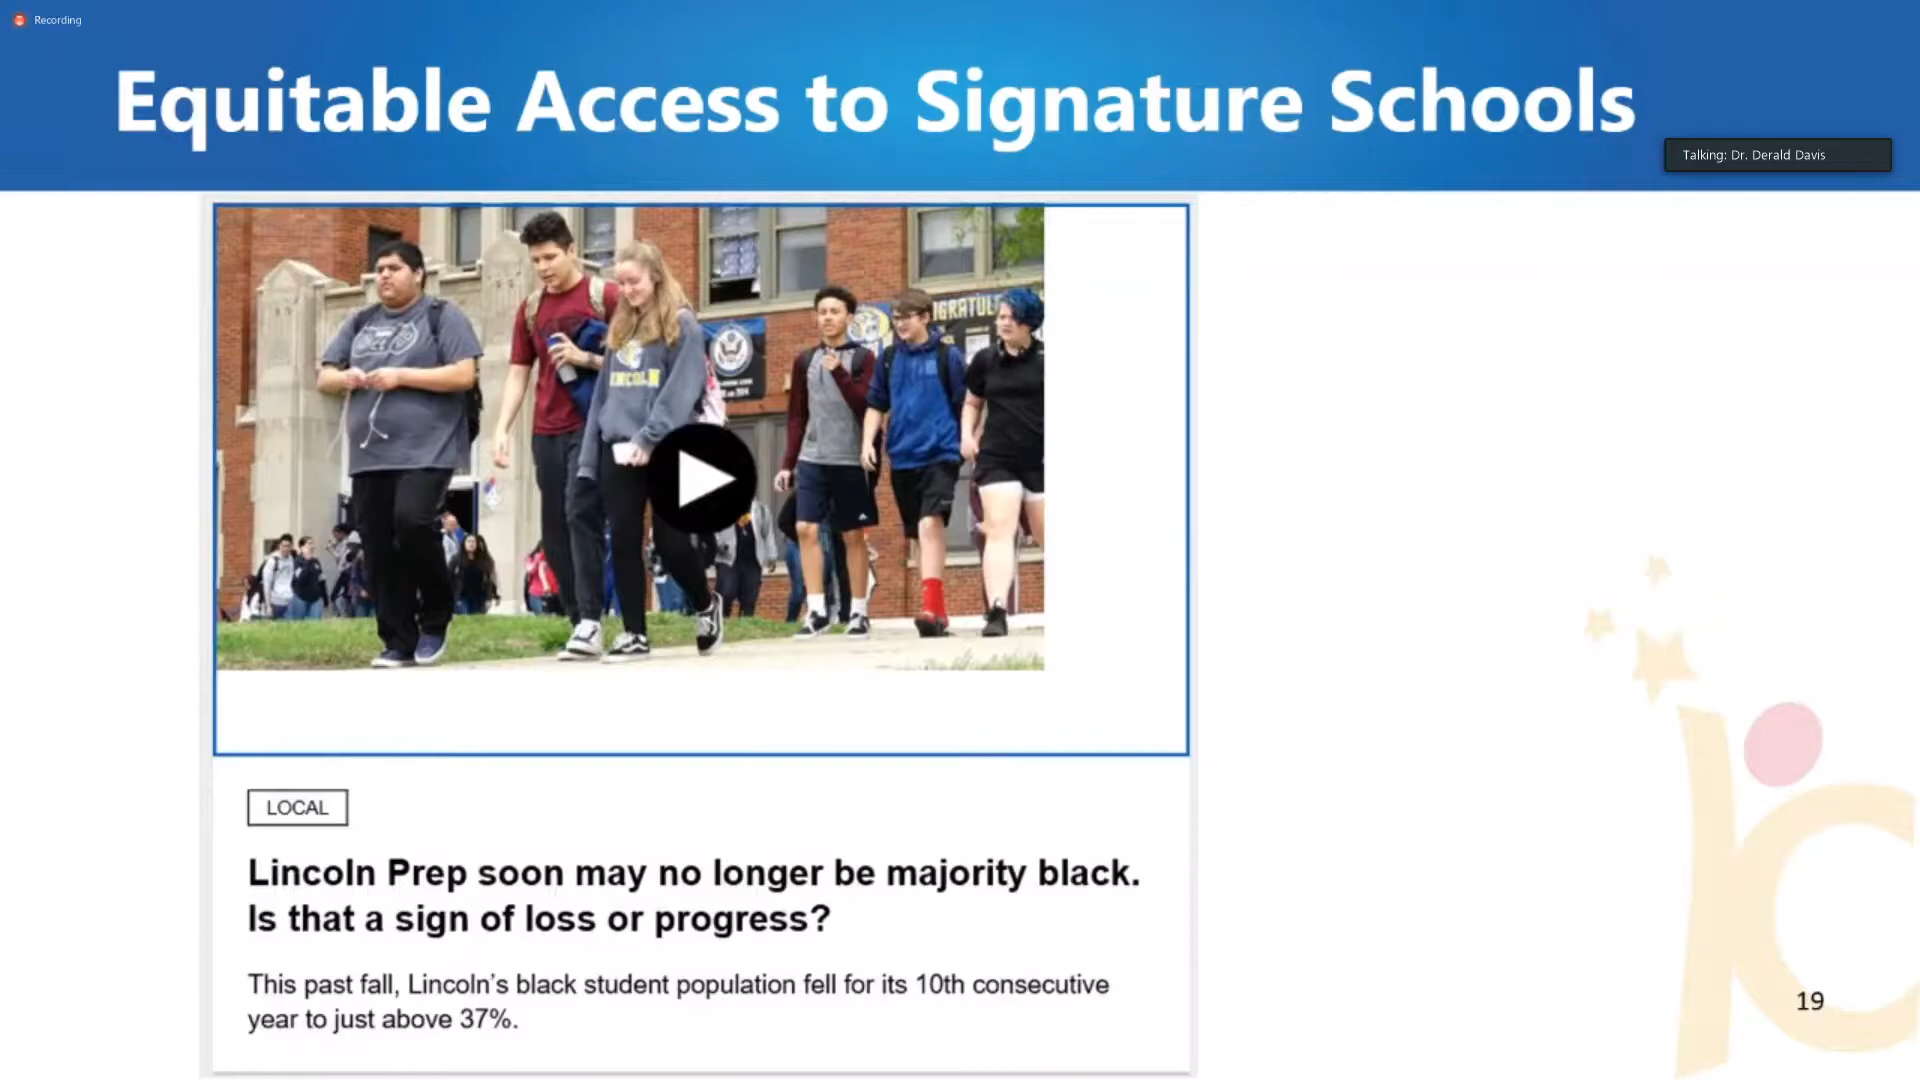 Recording
Equitable Access to Signature Schools
Talking: Dr. Derald Davis
IGRATUL
LINCOLN
LOCAL
Lincoln Prep soon may no longer be majority black.
Is that a sign of loss or progress?
This past fall, Lincoln’s black student population fell for its 10th consecutive
year to just above 37%.
19